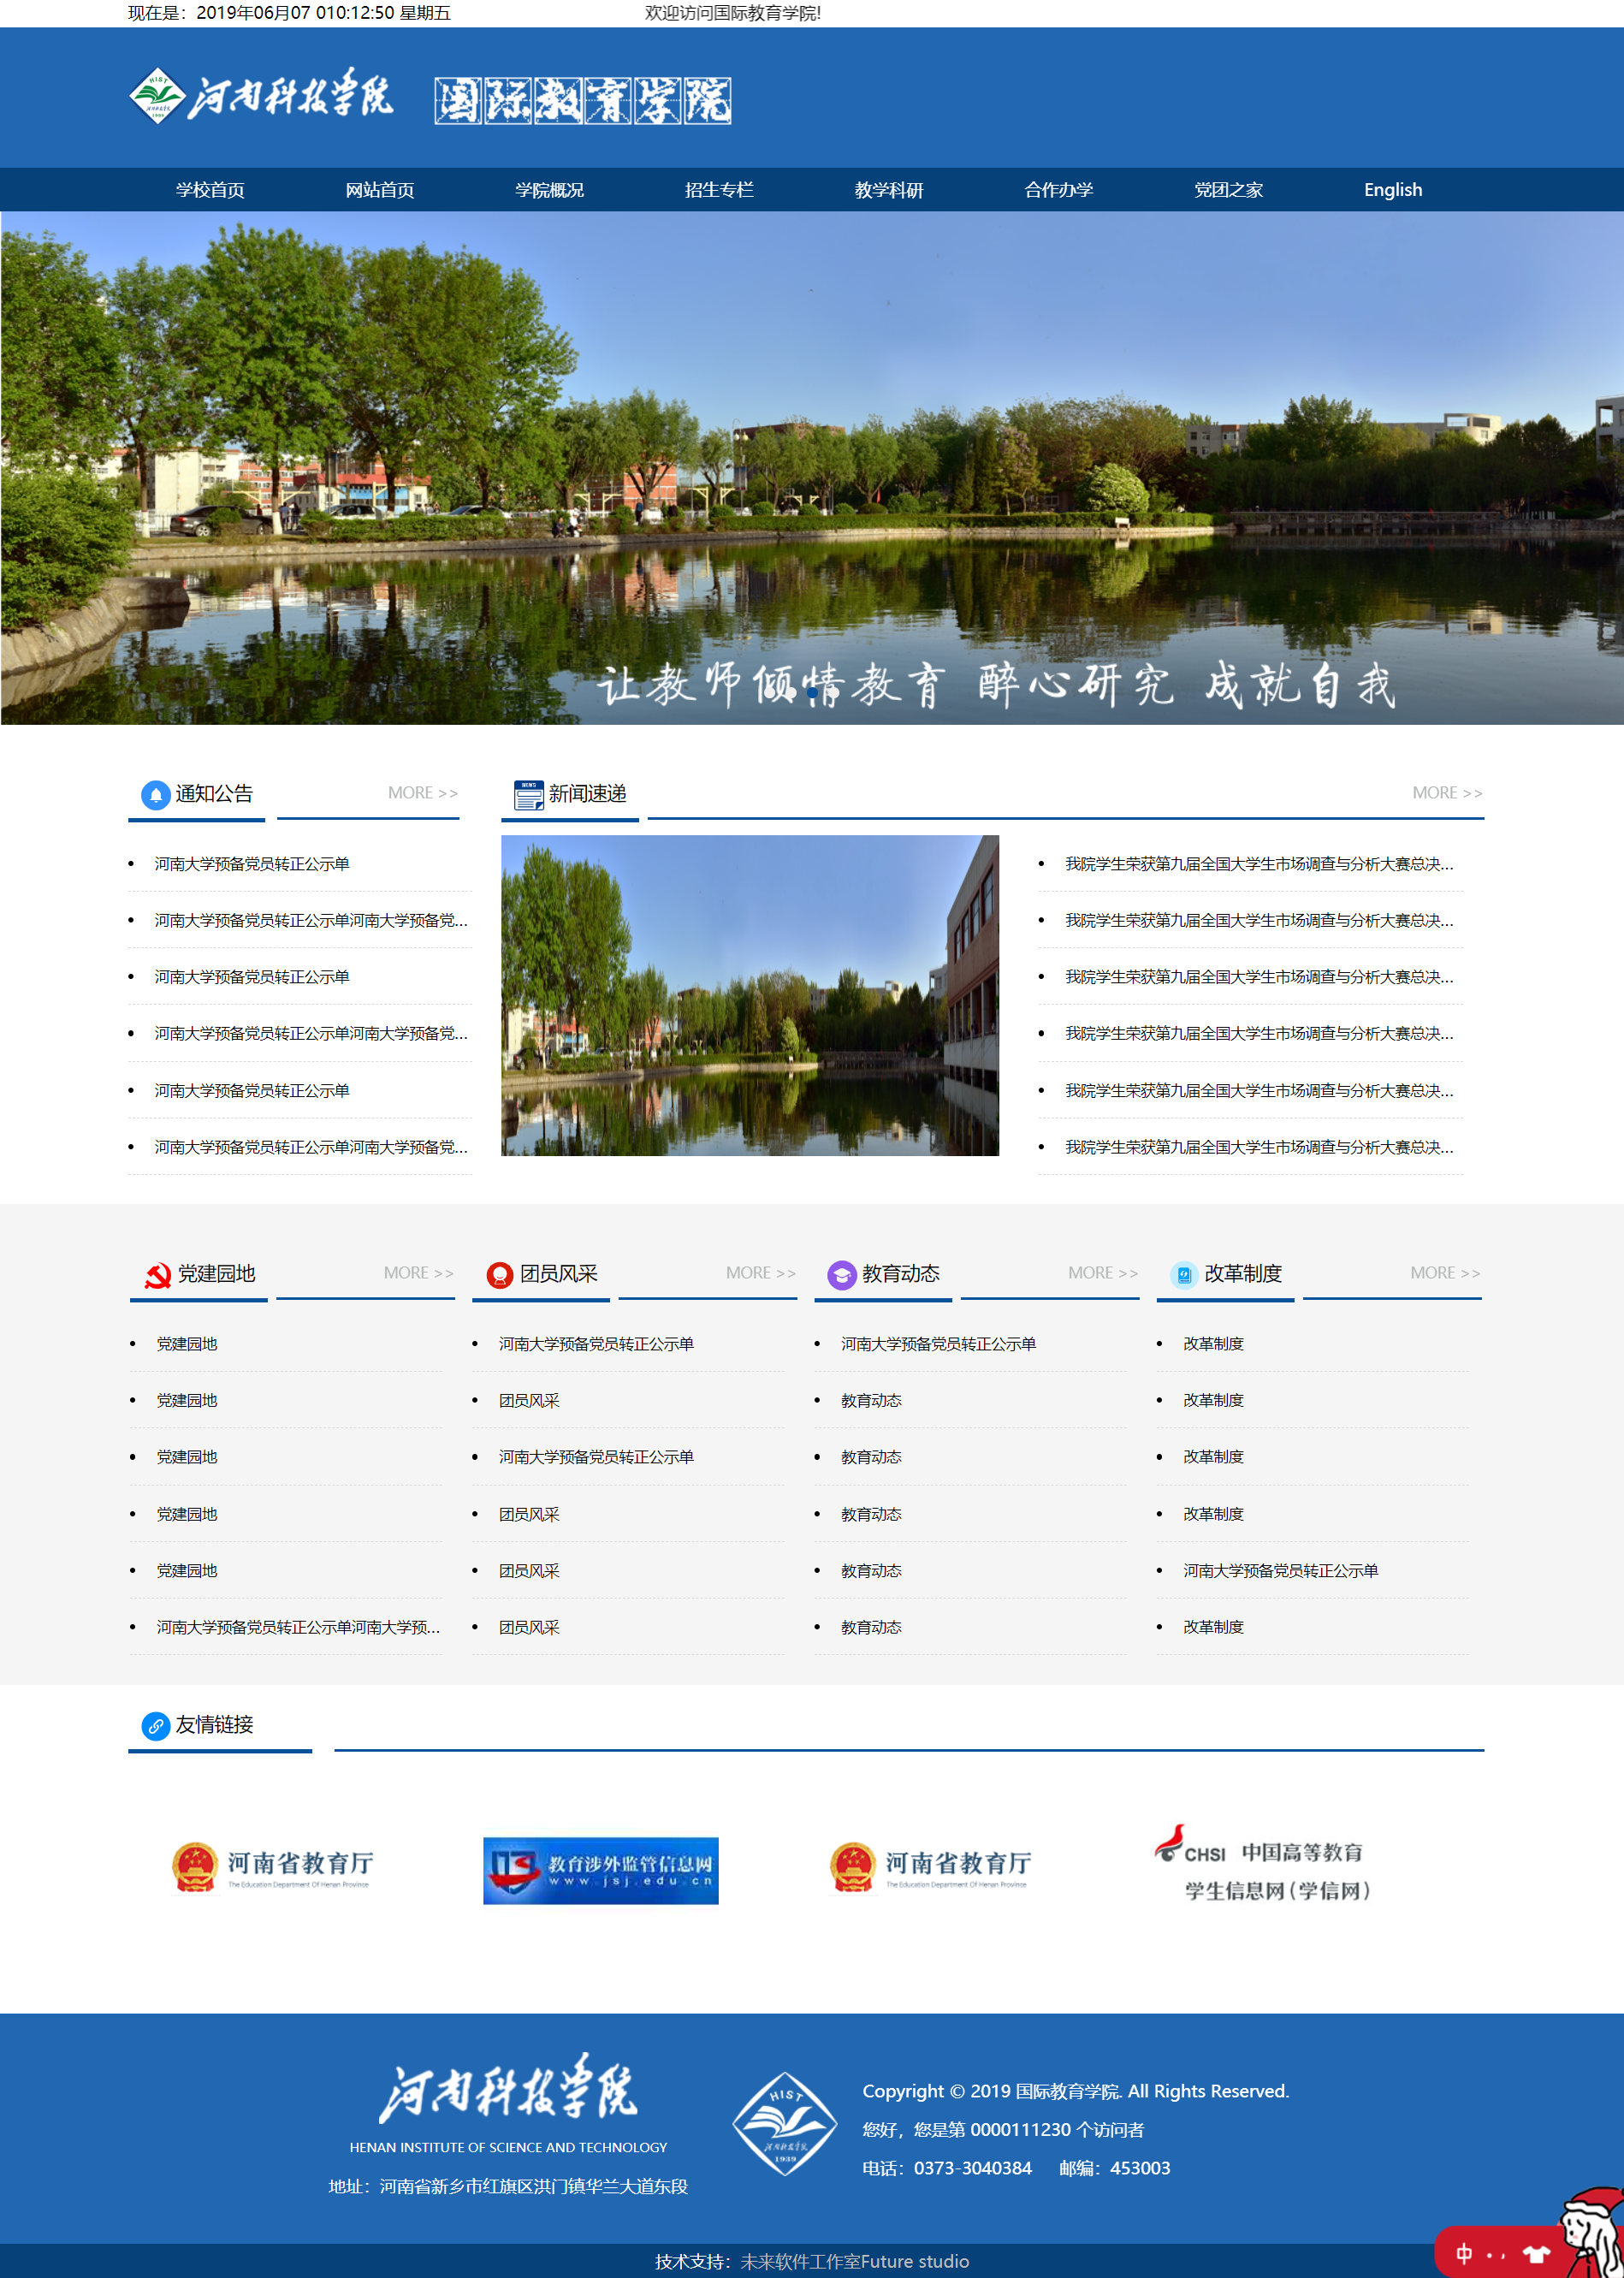 现在是：2019年06月07 010:12:50 星期五
欢迎访问国际教育学院!
河南科技学院 国际教育学院
学校首页 网站首页 学院概况 招生专栏 教学科研 合作办学 党团之家 English
让教师倾情教育 醉心研究 成就自我
通知公告 MORE >>
河南大学预备党员转正公示单
河南大学预备党员转正公示单河南大学预备党...
河南大学预备党员转正公示单
河南大学预备党员转正公示单河南大学预备党...
河南大学预备党员转正公示单
河南大学预备党员转正公示单河南大学预备党...
新闻速递 MORE >>
我院学生荣获第九届全国大学生市场调查与分析大赛总决...
我院学生荣获第九届全国大学生市场调查与分析大赛总决...
我院学生荣获第九届全国大学生市场调查与分析大赛总决...
我院学生荣获第九届全国大学生市场调查与分析大赛总决...
我院学生荣获第九届全国大学生市场调查与分析大赛总决...
我院学生荣获第九届全国大学生市场调查与分析大赛总决...
党建园地 MORE >>
党建园地
党建园地
党建园地
党建园地
党建园地
河南大学预备党员转正公示单河南大学预...
团员风采 MORE >>
河南大学预备党员转正公示单
团员风采
河南大学预备党员转正公示单
团员风采
团员风采
团员风采
教育动态 MORE >>
河南大学预备党员转正公示单
教育动态
教育动态
教育动态
教育动态
教育动态
改革制度 MORE >>
改革制度
改革制度
改革制度
改革制度
河南大学预备党员转正公示单
改革制度
友情链接
河南省教育厅
The Education Department Of Henan Province
教育涉外监管信息网
www.jsj.edu.cn
河南省教育厅
The Education Department Of Henan Province
CHSI 中国高等教育
学生信息网(学信网)
河南科技学院
HENAN INSTITUTE OF SCIENCE AND TECHNOLOGY
地址：河南省新乡市红旗区洪门镇华兰大道东段
HIST
河南科技学院
1939
Copyright © 2019 国际教育学院. All Rights Reserved.
您好，您是第 0000111230 个访问者
电话：0373-3040384 邮编：453003
技术支持：未来软件工作室Future studio
中